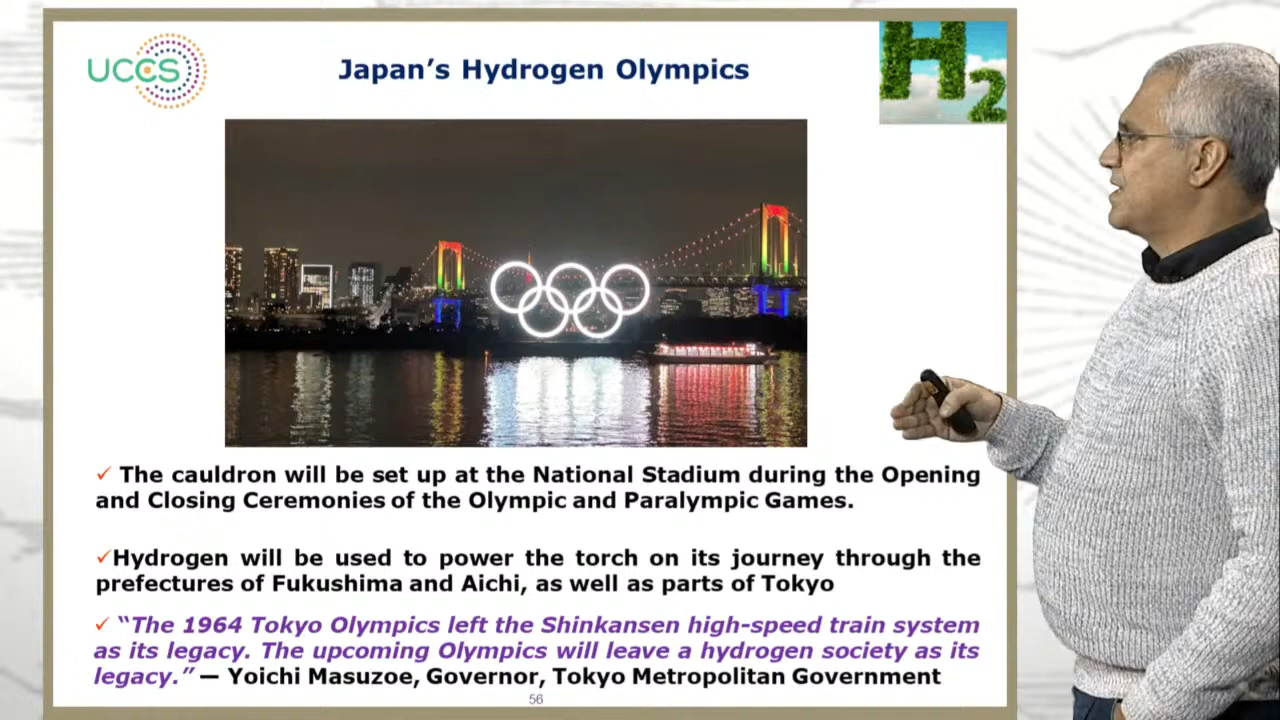 UCCS
Japan's Hydrogen Olympics
H2
✓ The cauldron will be set up at the National Stadium during the Opening
and Closing Ceremonies of the Olympic and Paralympic Games.
✓Hydrogen will be used to power the torch on its journey through the
prefectures of Fukushima and Aichi, as well as parts of Tokyo
✓ “The 1964 Tokyo Olympics left the Shinkansen high-speed train system
as its legacy. The upcoming Olympics will leave a hydrogen society as its
legacy.” — Yoichi Masuzoe, Governor, Tokyo Metropolitan Government
56